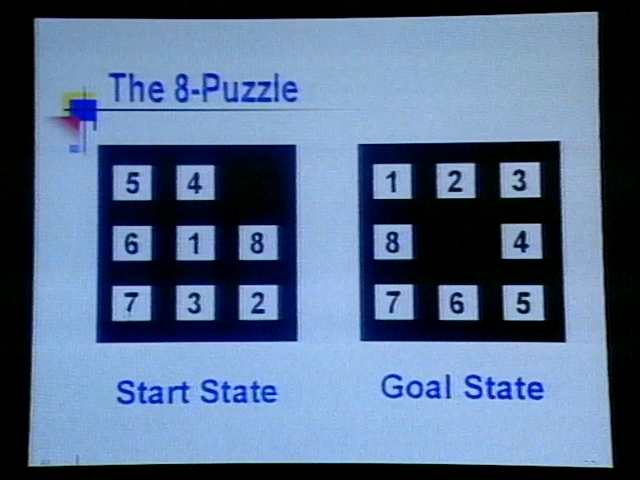 The 8-Puzzle
5 4
6 1 8
7 3 2
1 2 3
8 4
7 6 5
Start State
Goal State